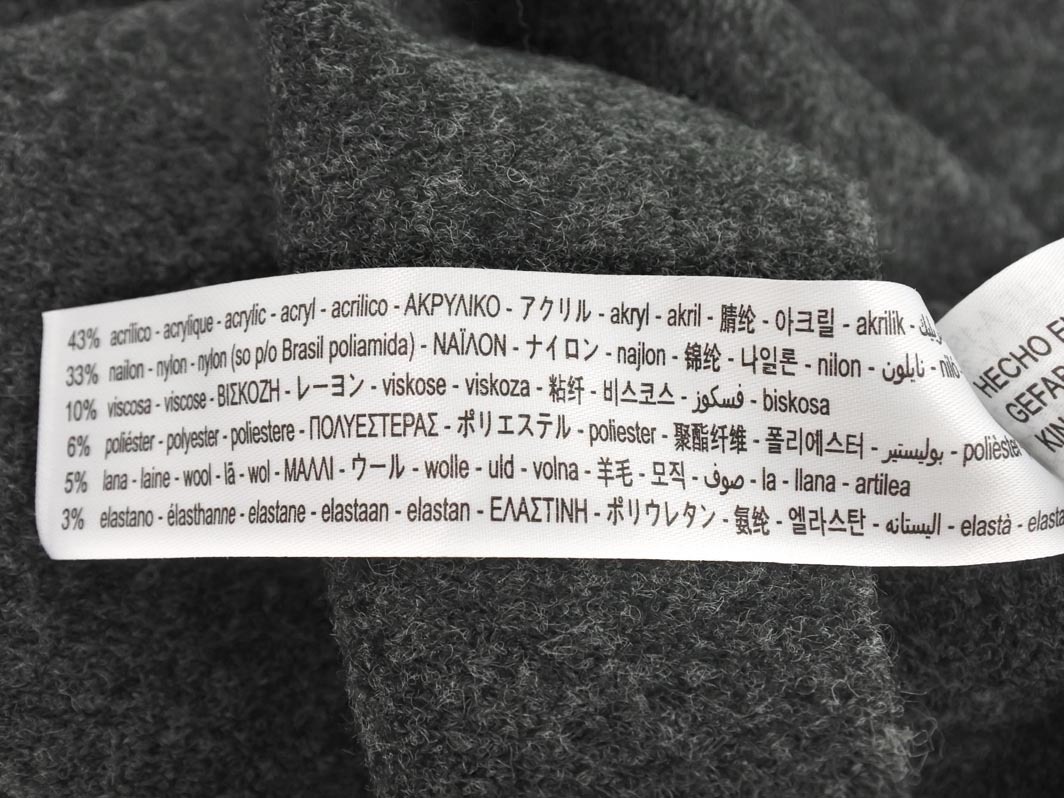 43% acrílico - acrylique - acrylic - acryl - acrilico - ΑΚΡΥΛΙΚΟ - アクリル - akryl - akril - 腈纶 - 아크릴 - akrilik -
33% nailon - nylon - nylon (so p/o Brasil poliamida) - ΝΑΪΛΟΝ - ナイロン - najlon - 锦纶 - 나일론 - nilon - نايلون -
10% viscosa - viscose - ΒΙΣΚΟΖΗ - レーヨン - viskose - viskoza - 粘纤 - 비스코스 - فسكوز - biskosa
6% poliéster - polyester - poliestere - ΠΟΛΥΕΣΤΕΡΑΣ - ポリエステル - poliester - 聚酯纤维 - 폴리에스터 - بوليستير -
5% lana - laine - wool - lã - wol - ΜΑΛΛΙ - ウール - wolle - uld - volna - 羊毛 - 모직 - صوف - la - llana - artilea
3% elastano - élasthanne - elastane - elastaan - elastan - ΕΛΑΣΤΙΝΗ - ポリウレタン - 氨纶 - 엘라스탄 - اليستانه - elastà -
HECHO